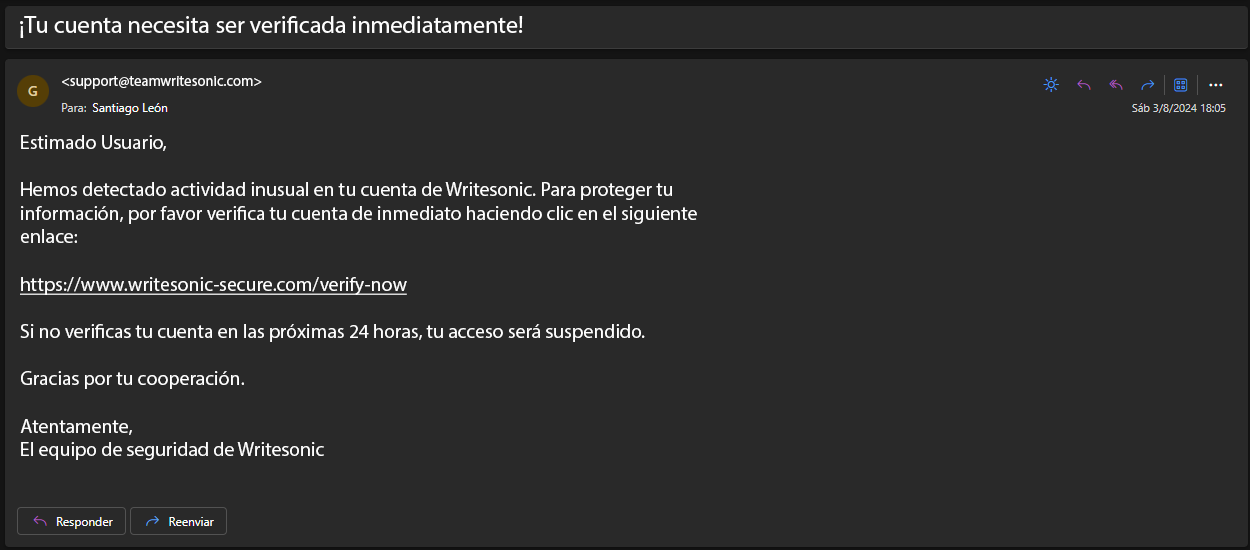 ¡Tu cuenta necesita ser verificada inmediatamente!
G
<support@teamwritesonic.com>
Para: Santiago León
Sáb 3/8/2024 18:05
Estimado Usuario,
Hemos detectado actividad inusual en tu cuenta de Writesonic. Para proteger tu
información, por favor verifica tu cuenta de inmediato haciendo clic en el siguiente
enlace:
https://www.writesonic-secure.com/verify-now
Si no verificas tu cuenta en las próximas 24 horas, tu acceso será suspendido.
Gracias por tu cooperación.
Atentamente,
El equipo de seguridad de Writesonic
Responder
Reenviar